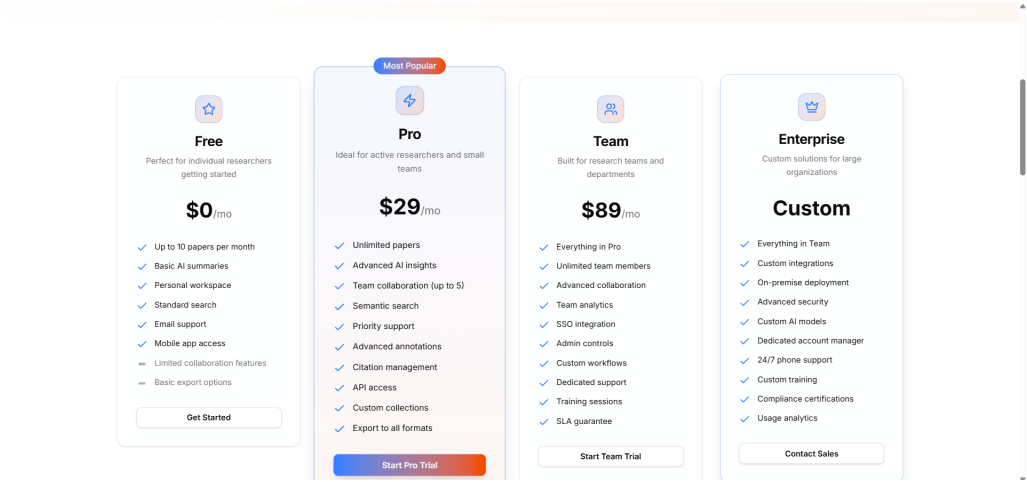 Most Popular
Free
Perfect for individual researchers
getting started
$0/mo
Up to 10 papers per month
Basic AI summaries
Personal workspace
Standard search
Email support
Mobile app access
Limited collaboration features
Basic export options
Get Started
Pro
Ideal for active researchers and small
teams
$29/mo
Unlimited papers
Advanced AI insights
Team collaboration (up to 5)
Semantic search
Priority support
Advanced annotations
Citation management
API access
Custom collections
Export to all formats
Start Pro Trial
Team
Built for research teams and
departments
$89/mo
Everything in Pro
Unlimited team members
Advanced collaboration
Team analytics
SSO integration
Admin controls
Custom workflows
Dedicated support
Training sessions
SLA guarantee
Start Team Trial
Enterprise
Custom solutions for large
organizations
Custom
Everything in Team
Custom integrations
On-premise deployment
Advanced security
Custom AI models
Dedicated account manager
24/7 phone support
Custom training
Compliance certifications
Usage analytics
Contact Sales